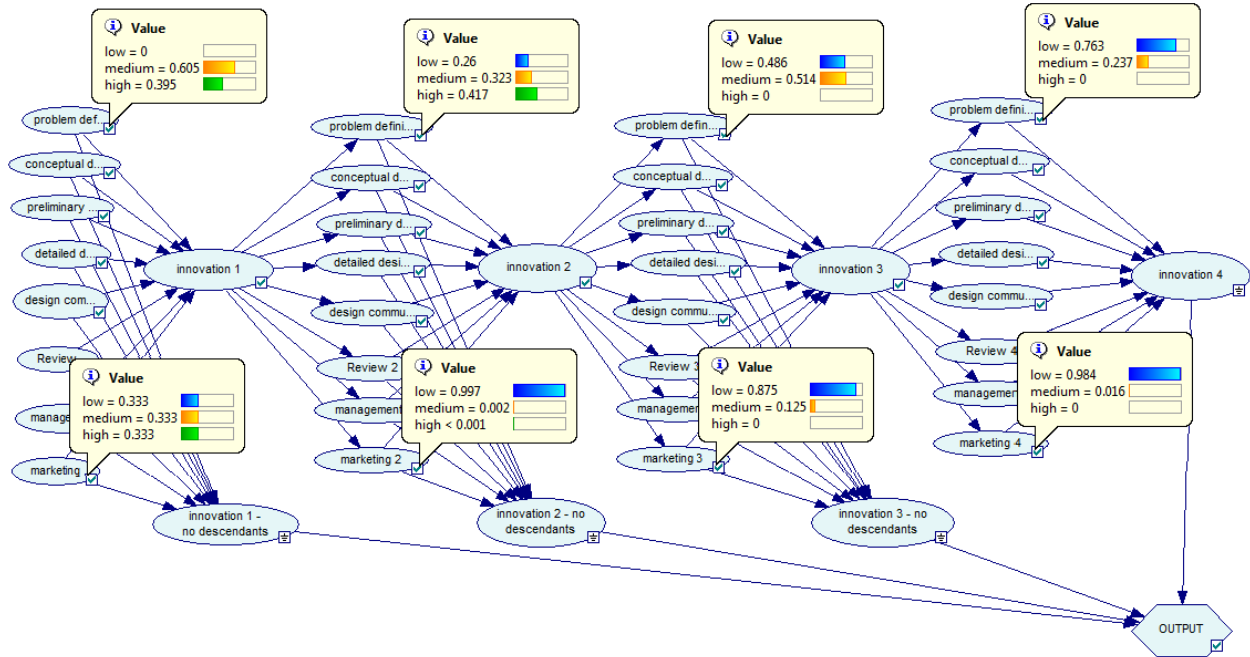 Value
low = 0
medium = 0.605
high = 0.395
Value
low = 0.26
medium = 0.323
high = 0.417
Value
low = 0.486
medium = 0.514
high = 0
Value
low = 0.763
medium = 0.237
high = 0
problem def...
conceptual d...
preliminary ...
detailed d...
design com...
Review
manage
marketing
problem defini...
conceptual d...
preliminary d...
detailed desi...
design commu...
Review 2
management
marketing 2
problem defin...
conceptual d...
preliminary d...
detailed desi...
design commu...
Review 3
managemen
marketing 3
problem defi...
conceptual d...
preliminary d...
detailed desi...
design commu...
Review 4
managemen
marketing 4
innovation 1
innovation 2
innovation 3
innovation 4
Value
low = 0.333
medium = 0.333
high = 0.333
Value
low = 0.997
medium = 0.002
high < 0.001
Value
low = 0.875
medium = 0.125
high = 0
Value
low = 0.984
medium = 0.016
high = 0
innovation 1 -
no descendants
innovation 2 - no
descendants
innovation 3 - no
descendants
OUTPUT